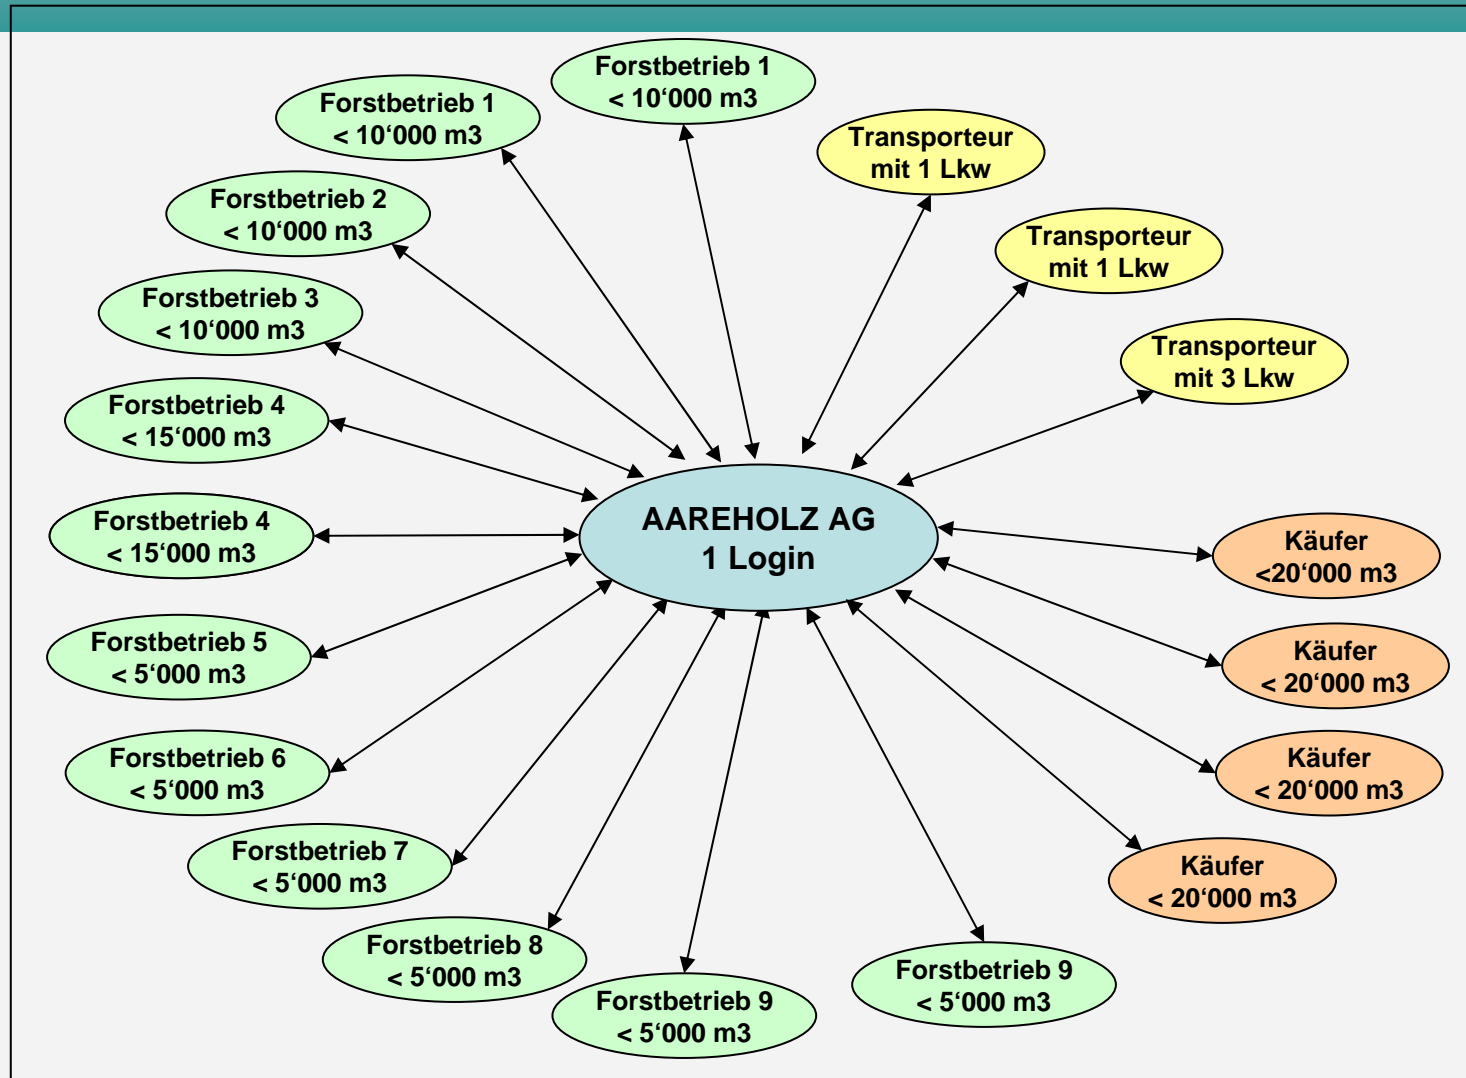 Forstbetrieb 1
< 10‘000 m3
Forstbetrieb 1
< 10‘000 m3
Transporteur
mit 1 Lkw
Forstbetrieb 2
< 10‘000 m3
Transporteur
mit 1 Lkw
Forstbetrieb 3
< 10‘000 m3
Transporteur
mit 3 Lkw
Forstbetrieb 4
< 15‘000 m3
AAREHOLZ AG
1 Login
Forstbetrieb 4
< 15‘000 m3
Käufer
<20‘000 m3
Forstbetrieb 5
< 5‘000 m3
Käufer
< 20‘000 m3
Forstbetrieb 6
< 5‘000 m3
Käufer
< 20‘000 m3
Forstbetrieb 7
< 5‘000 m3
Käufer
< 20‘000 m3
Forstbetrieb 8
< 5‘000 m3
Forstbetrieb 9
< 5‘000 m3
Forstbetrieb 9
< 5‘000 m3